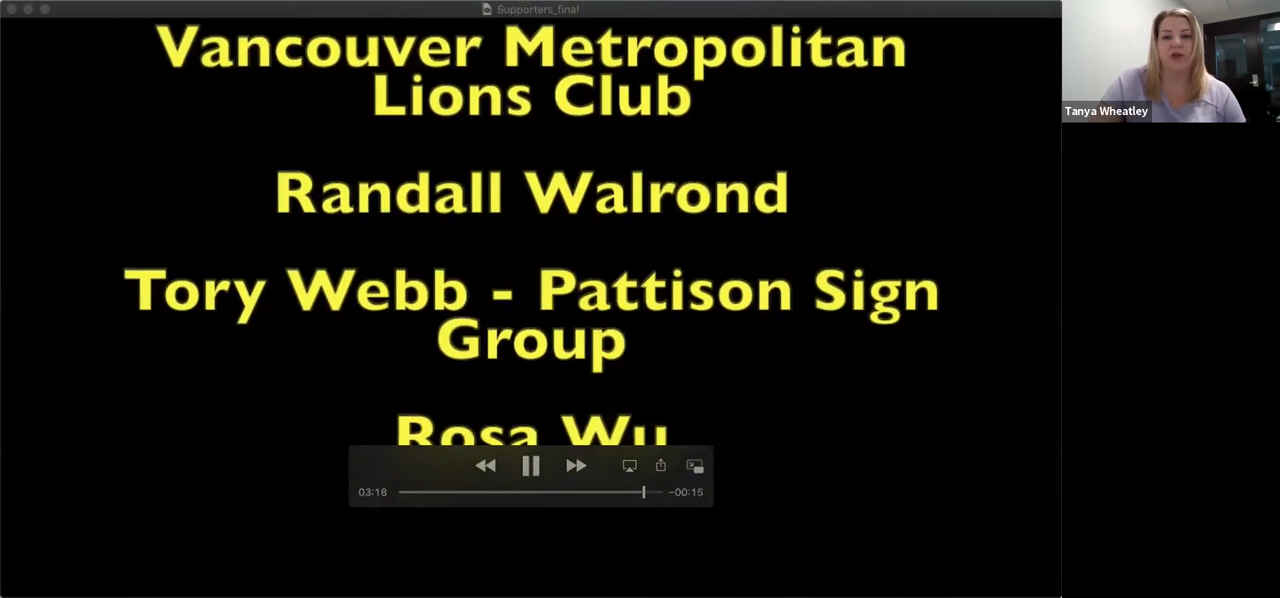 Supporters_final
Vancouver Metropolitan
Lions Club
Randall Walrond
Tory Webb - Pattison Sign
Group
Rosa Wu
03:18
-00:15
Tanya Wheatley